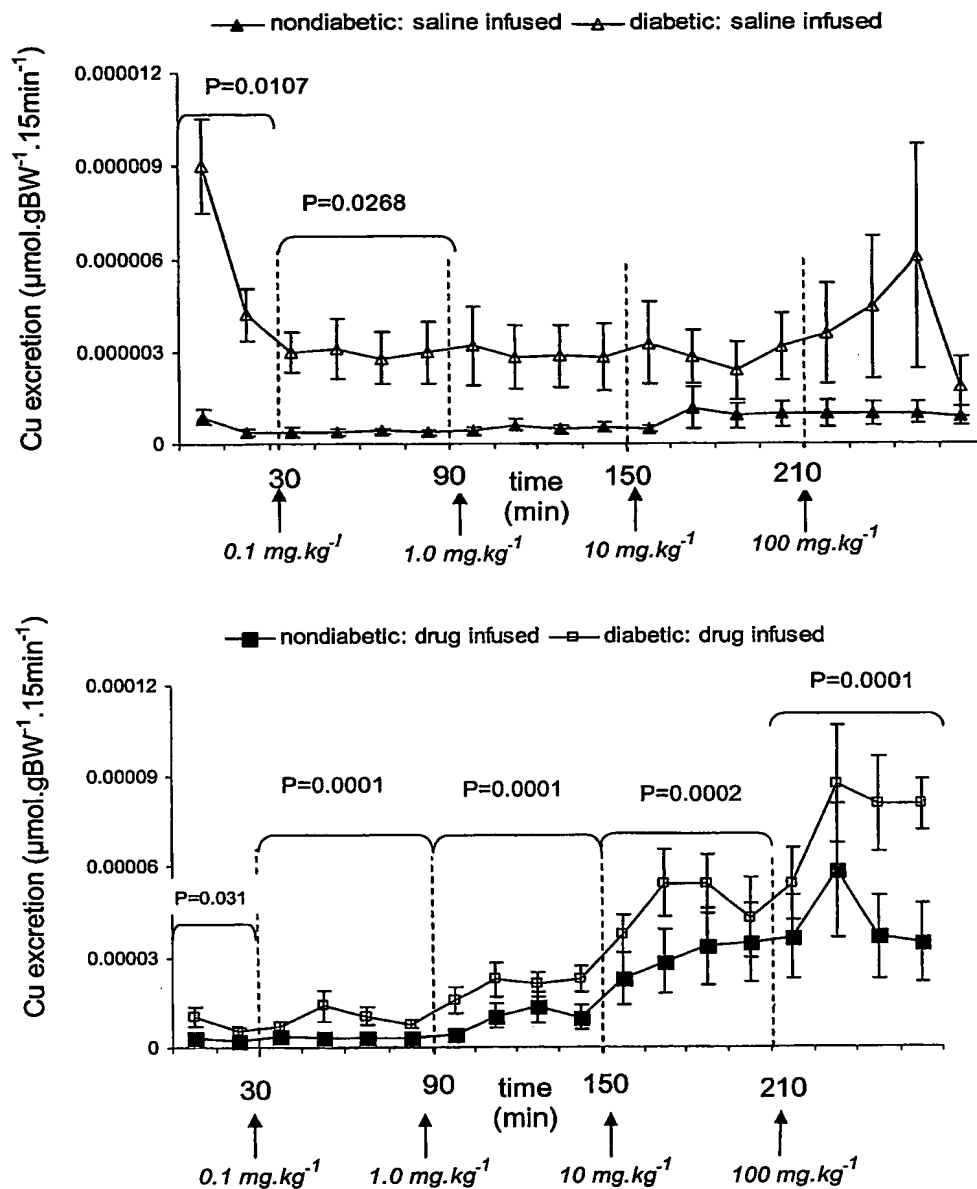 nondiabetic: saline infused diabetic: saline infused
Cu excretion (µmol.gBW⁻¹.15min⁻¹)
0.000012
0.000009
0.000006
0.000003
0
P=0.0107
P=0.0268
30 90 time (min) 150 210
0.1 mg.kg⁻¹ 1.0 mg.kg⁻¹ 10 mg.kg⁻¹ 100 mg.kg⁻¹
nondiabetic: drug infused diabetic: drug infused
Cu excretion (µmol.gBW⁻¹.15min⁻¹)
0.00012
0.00009
0.00006
0.00003
0
P=0.031
P=0.0001
P=0.0001
P=0.0002
P=0.0001
30 90 time (min) 150 210
0.1 mg.kg⁻¹ 1.0 mg.kg⁻¹ 10 mg.kg⁻¹ 100 mg.kg⁻¹